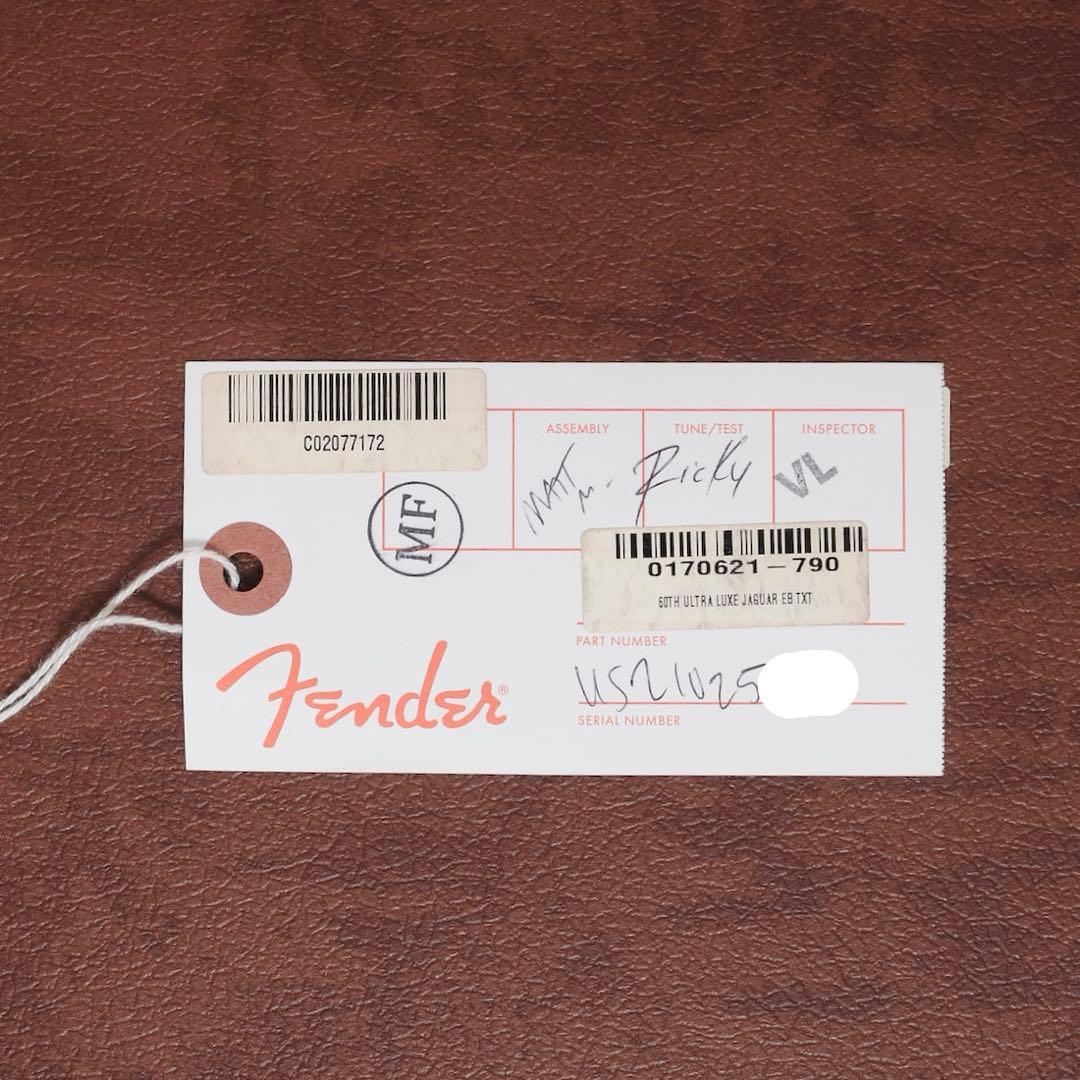 C02077172
ASSEMBLY
TUNE/TEST
INSPECTOR
MATT M.
Ricky
VL
MF
0170621-790
60TH ULTRA LUXE JAGUAR EB TXT
PART NUMBER
US21025
SERIAL NUMBER
Fender®